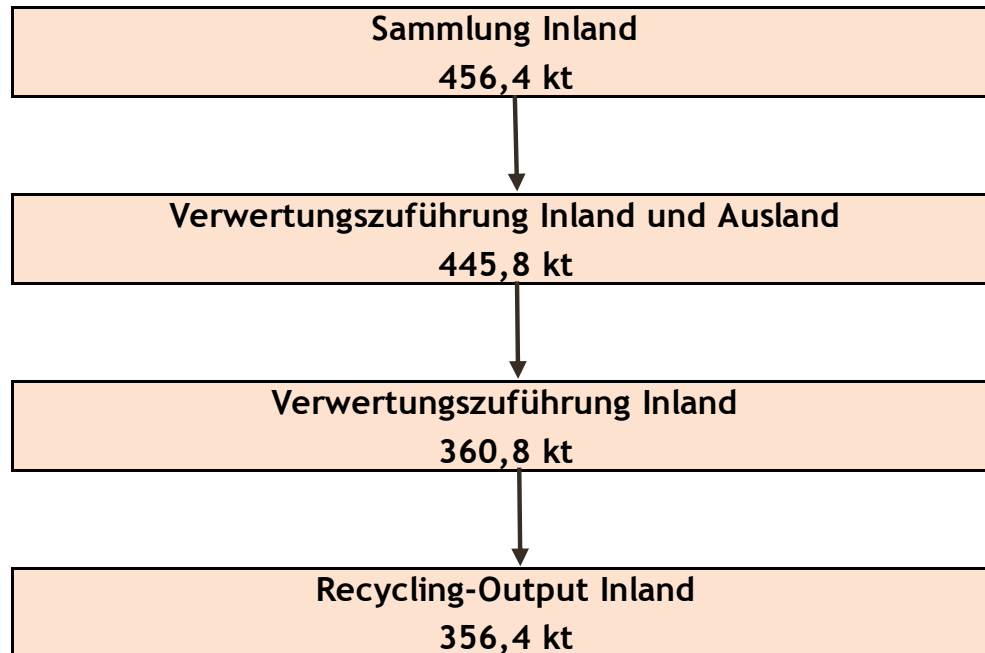 Sammlung Inland
456,4 kt
Verwertungszuführung Inland und Ausland
445,8 kt
Verwertungszuführung Inland
360,8 kt
Recycling-Output Inland
356,4 kt